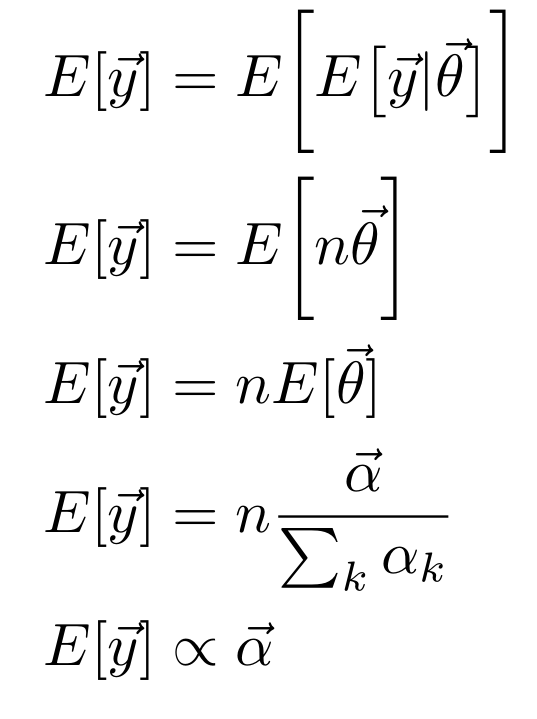 E[y⃗] = E[E[y⃗|θ⃗]]
E[y⃗] = E[nθ⃗]
E[y⃗] = nE[θ⃗]
E[y⃗] = n α⃗ / ∑ₖ αₖ
E[y⃗] ∝ α⃗